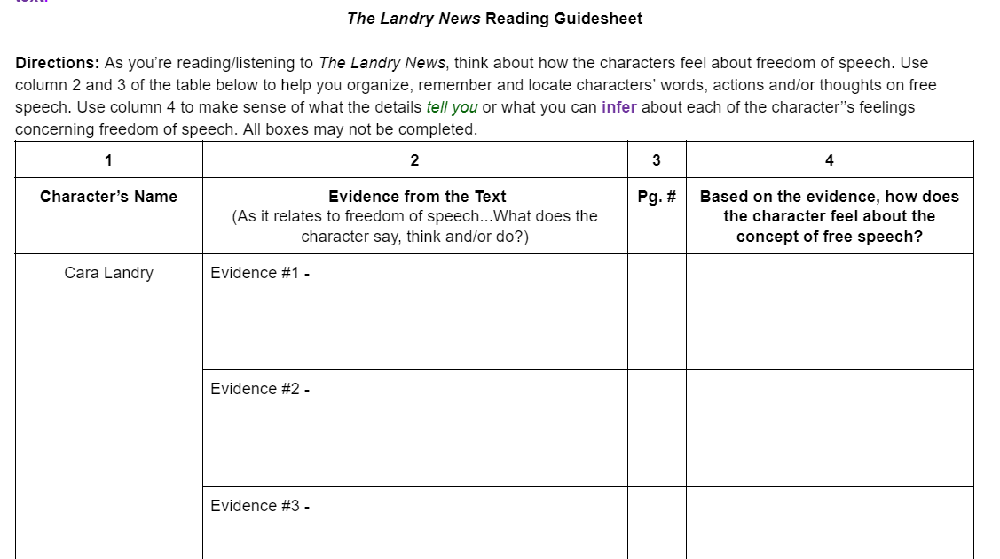 The Landry News Reading Guidesheet
Directions: As you’re reading/listening to The Landry News, think about how the characters feel about freedom of speech. Use
column 2 and 3 of the table below to help you organize, remember and locate characters’ words, actions and/or thoughts on free
speech. Use column 4 to make sense of what the details tell you or what you can infer about each of the character”s feelings
concerning freedom of speech. All boxes may not be completed.
1 2 3 4
Character’s Name
Evidence from the Text
(As it relates to freedom of speech...What does the
character say, think and/or do?)
Pg. #
Based on the evidence, how does
the character feel about the
concept of free speech?
Cara Landry
Evidence #1 -
Evidence #2 -
Evidence #3 -